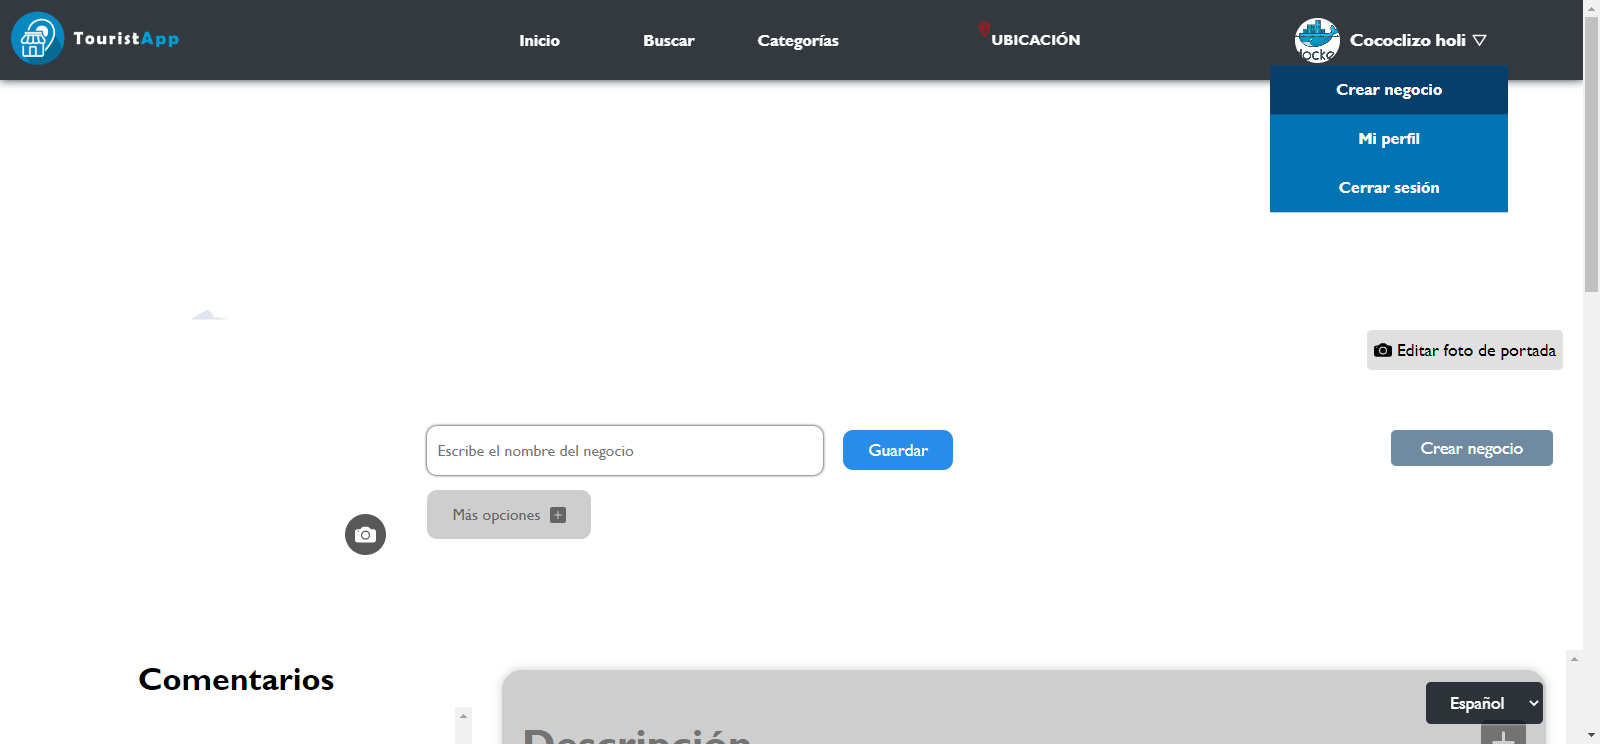 TouristApp
Inicio
Buscar
Categorías
UBICACIÓN
Cococlizo holi
Crear negocio
Mi perfil
Cerrar sesión
Editar foto de portada
Escribe el nombre del negocio
Guardar
Crear negocio
Más opciones
Comentarios
Español
Descripción